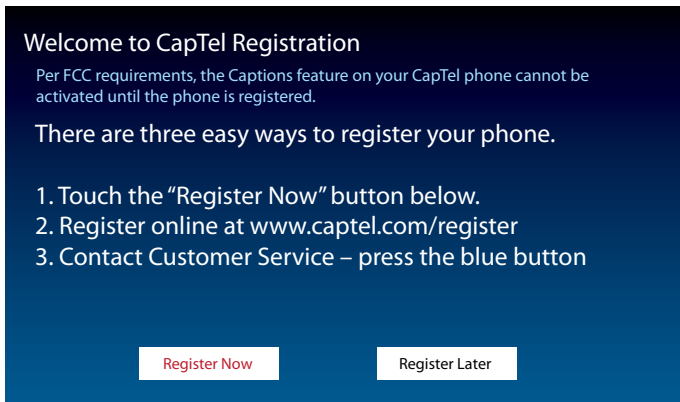 Welcome to CapTel Registration
Per FCC requirements, the Captions feature on your CapTel phone cannot be
activated until the phone is registered.
There are three easy ways to register your phone.
1. Touch the “Register Now” button below.
2. Register online at www.captel.com/register
3. Contact Customer Service – press the blue button
Register Now
Register Later